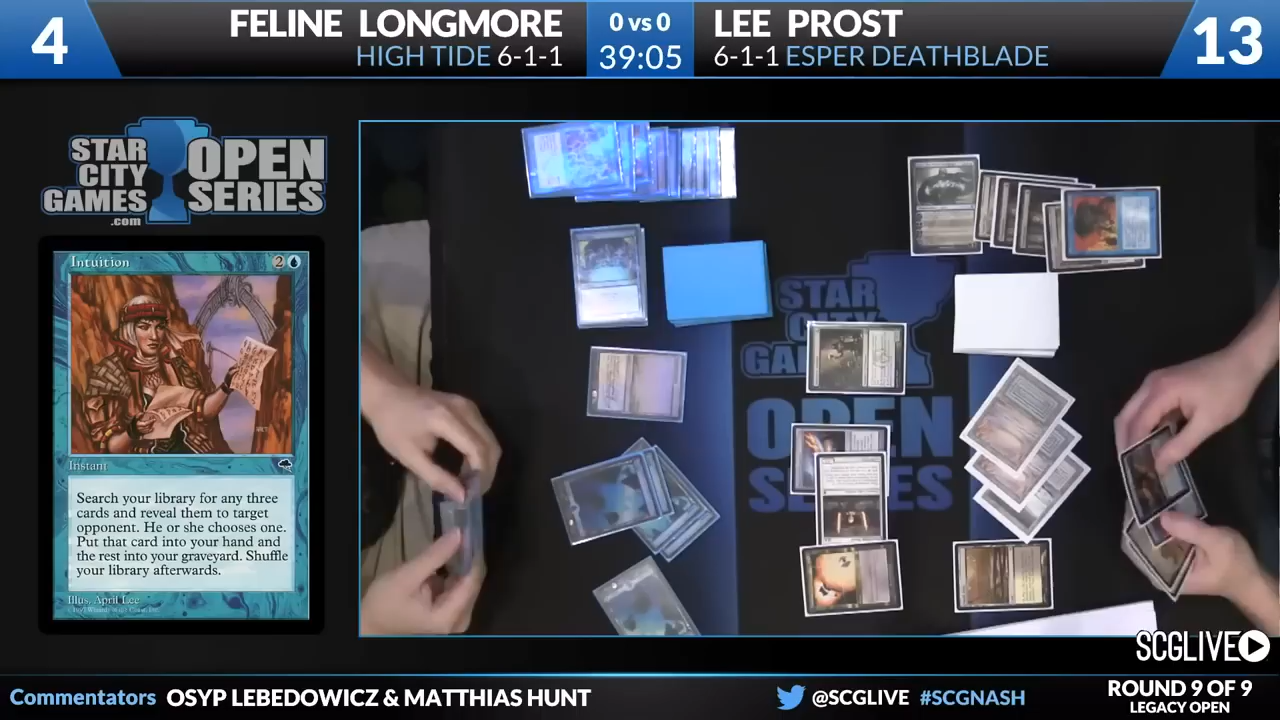 4
FELINE LONGMORE
HIGH TIDE 6-1-1
0 vs 0
39:05
LEE PROST
6-1-1 ESPER DEATHBLADE
13
STAR CITY GAMES .com
OPEN SERIES
Intuition 2
Instant
Search your library for any three
cards and reveal them to target
opponent. He or she chooses one.
Put that card into your hand and
the rest into your graveyard. Shuffle
your library afterwards.
Illus. April Lee
STAR
CITY
OPEN
SCGLIVE
Commentators OSYP LEBEDOWICZ & MATTHIAS HUNT
@SCGLIVE #SCGNASH
ROUND 9 OF 9
LEGACY OPEN